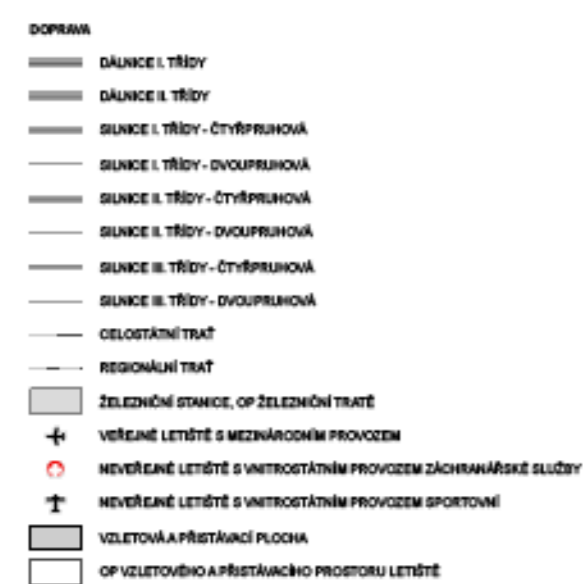 DOPRAVA
DÁLNICE I. TŘÍDY
DÁLNICE II. TŘÍDY
SILNICE I. TŘÍDY - ČTYŘPRUHOVÁ
SILNICE I. TŘÍDY - DVOUPRUHOVÁ
SILNICE II. TŘÍDY - ČTYŘPRUHOVÁ
SILNICE II. TŘÍDY - DVOUPRUHOVÁ
SILNICE III. TŘÍDY - ČTYŘPRUHOVÁ
SILNICE III. TŘÍDY - DVOUPRUHOVÁ
CELOSTÁTNÍ TRAŤ
REGIONÁLNÍ TRAŤ
ŽELEZNIČNÍ STANICE, OP ŽELEZNIČNÍ TRATĚ
VEŘEJNÉ LETIŠTĚ S MEZINÁRODNÍM PROVOZEM
NEVEŘEJNÉ LETIŠTĚ S VNITROSTÁTNÍM PROVOZEM ZÁCHRANÁŘSKÉ SLUŽBY
NEVEŘEJNÉ LETIŠTĚ S VNITROSTÁTNÍM PROVOZEM SPORTOVNÍ
VZLETOVÁ A PŘISTÁVACÍ PLOCHA
OP VZLETOVÉHO A PŘISTÁVACÍHO PROSTORU LETIŠTĚ